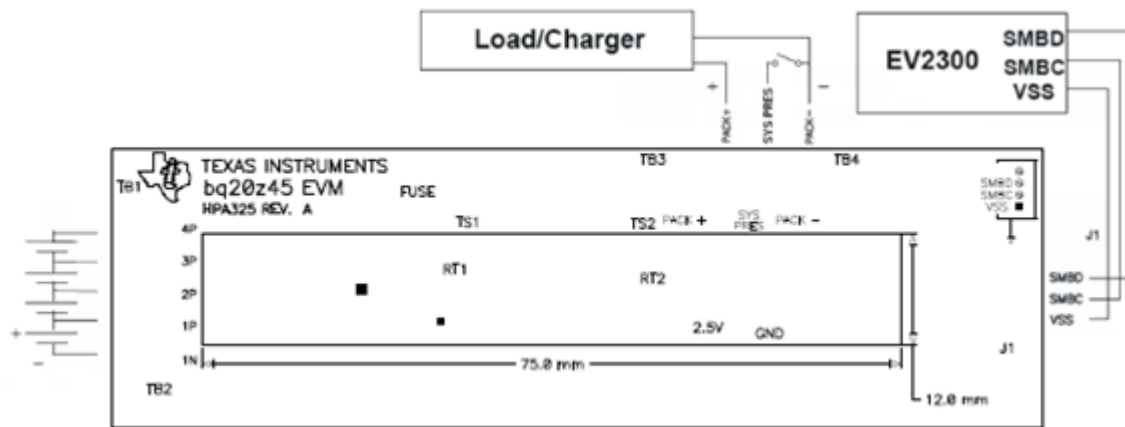 Load/Charger
EV2300
SMBD
SMBC
VSS
+
−
PACK+
SYS PRES
PACK−
TEXAS INSTRUMENTS
bq20z45 EVM
HPA325 REV. A
TB1
FUSE
TB3
TB4
SMBD
SMBC
VSS
TS1
TS2
PACK +
SYS
PRES
PACK −
J1
4P
3P
2P
1P
1N
RT1
RT2
2.5V
GND
SMBD
SMBC
VSS
+
−
75.0 mm
J1
TB2
12.0 mm